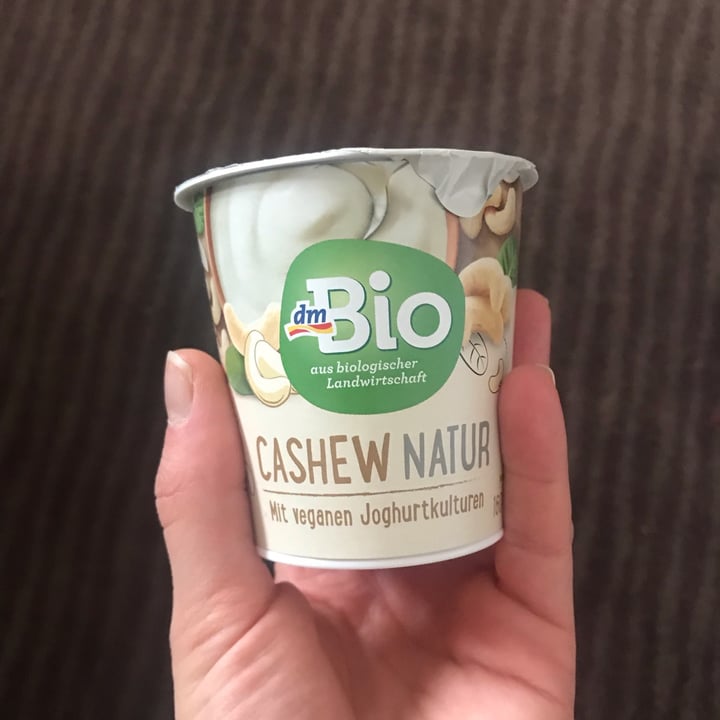 dm Bio
aus biologischer
Landwirtschaft
CASHEW NATUR
Mit veganen Joghurtkulturen